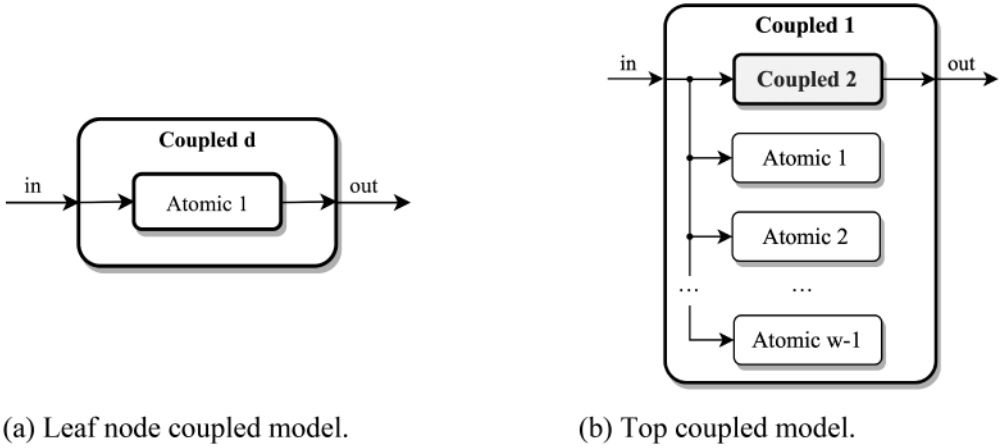 Coupled d
in
Atomic 1
out
(a) Leaf node coupled model.
Coupled 1
in
Coupled 2
out
Atomic 1
Atomic 2
... ...
Atomic w-1
(b) Top coupled model.